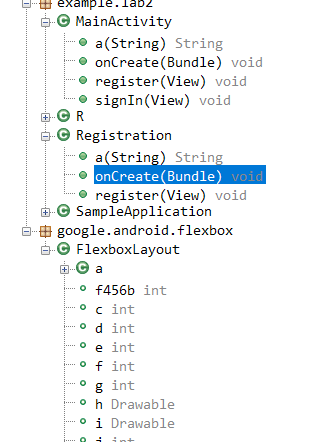 example.lab2
MainActivity
a(String) String
onCreate(Bundle) void
register(View) void
signIn(View) void
R
Registration
a(String) String
onCreate(Bundle) void
register(View) void
SampleApplication
google.android.flexbox
FlexboxLayout
a
f456b int
c int
d int
e int
f int
g int
h Drawable
i Drawable
j int